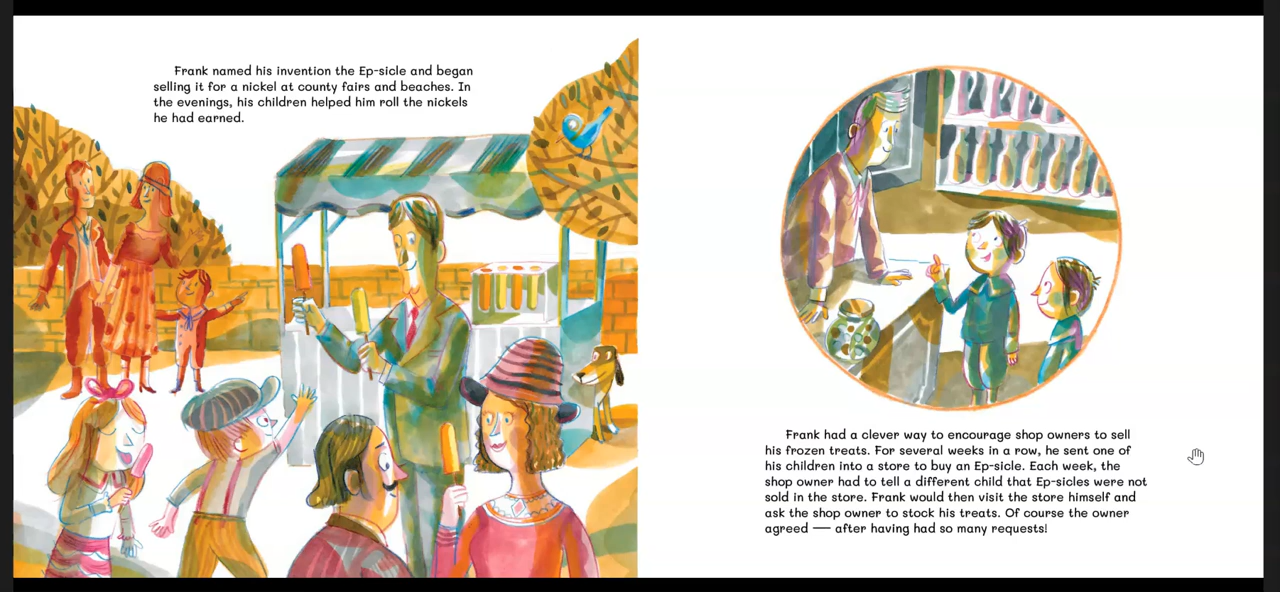 Frank named his invention the Ep-sicle and began
selling it for a nickel at county fairs and beaches. In
the evenings, his children helped him roll the nickels
he had earned.
Frank had a clever way to encourage shop owners to sell
his frozen treats. For several weeks in a row, he sent one of
his children into a store to buy an Ep-sicle. Each week, the
shop owner had to tell a different child that Ep-sicles were not
sold in the store. Frank would then visit the store himself and
ask the shop owner to stock his treats. Of course the owner
agreed — after having had so many requests!